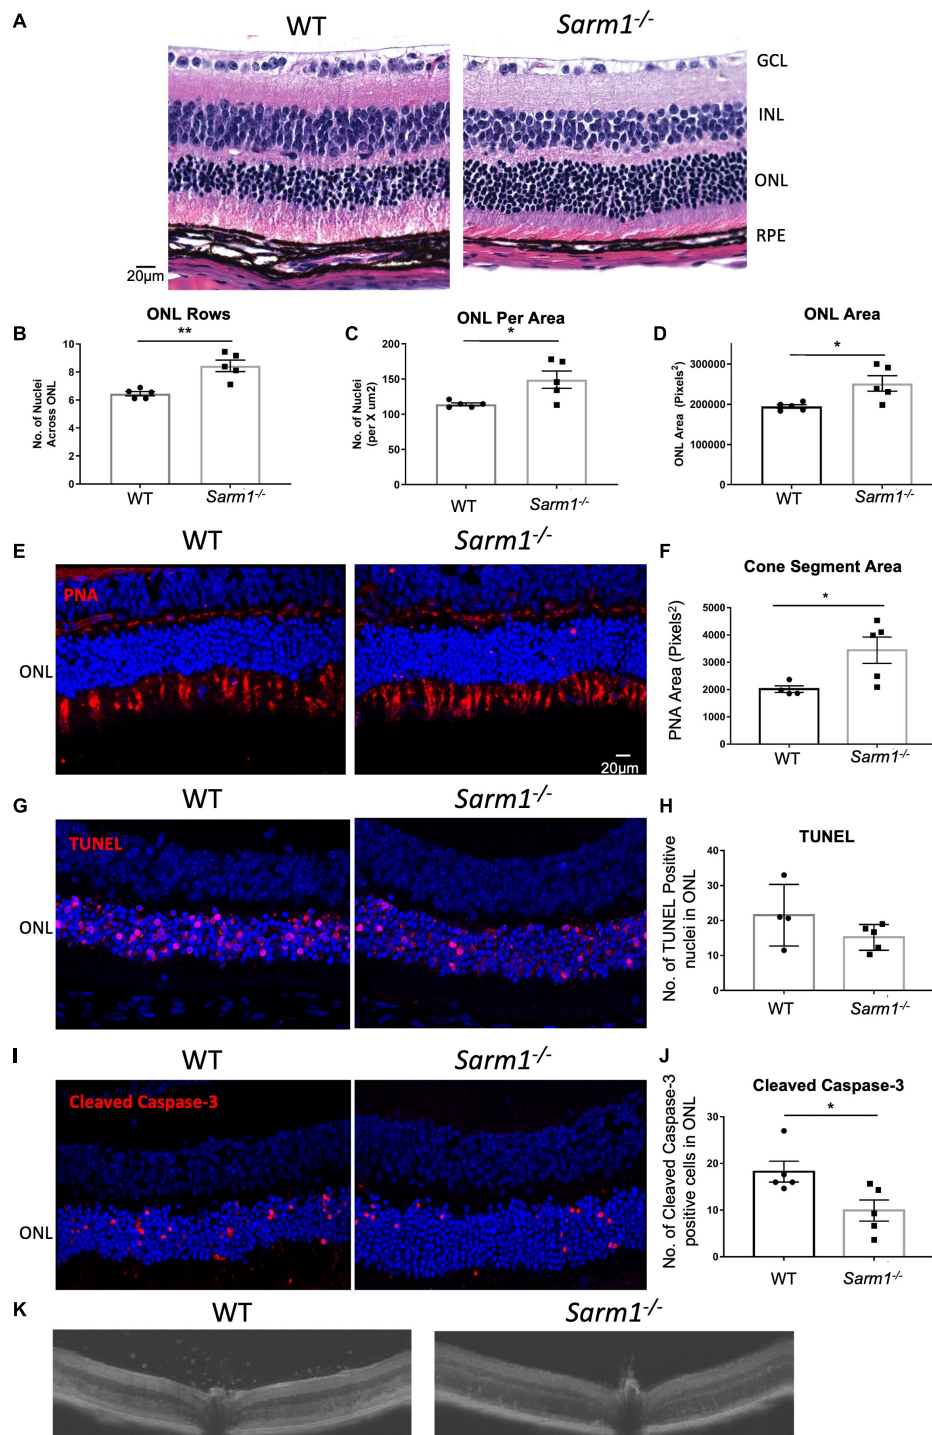 A
WT
Sarm1-/-
GCL
INL
ONL
RPE
20µm
B
ONL Rows
**
No. of Nuclei
Across ONL
10
8
6
4
2
0
WT
Sarm1-/-
C
ONL Per Area
*
No. of Nuclei
(per X um2)
200
150
100
50
0
WT
Sarm1-/-
D
ONL Area
*
ONL Area (Pixels2)
300000
200000
100000
0
WT
Sarm1-/-
E
WT
Sarm1-/-
PNA
ONL
20µm
F
Cone Segment Area
*
PNA Area (Pixels2)
5000
4000
3000
2000
1000
0
WT
Sarm1-/-
G
WT
Sarm1-/-
TUNEL
ONL
H
TUNEL
No. of TUNEL Positive
nuclei in ONL
40
30
20
10
0
WT
Sarm1-/-
I
WT
Sarm1-/-
Cleaved Caspase-3
ONL
J
Cleaved Caspase-3
*
No. of Cleaved Caspase-3
positive cells in ONL
30
20
10
0
WT
Sarm1-/-
K
WT
Sarm1-/-